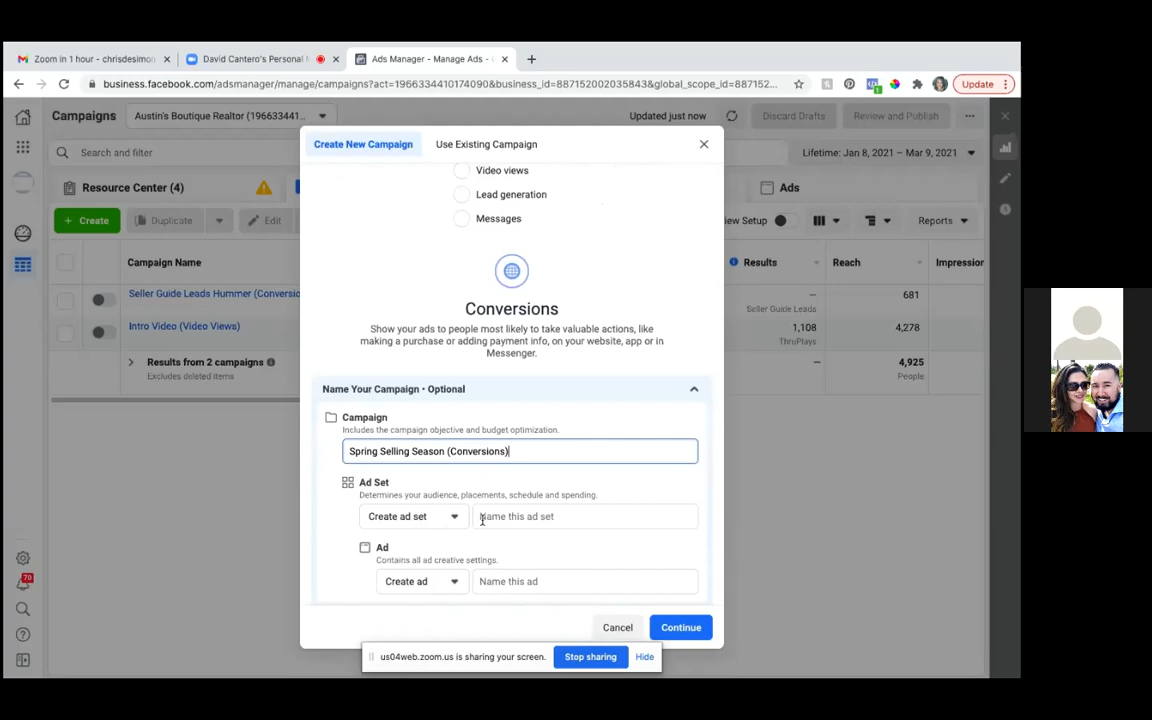 Zoom in 1 hour - chrisdesimon
David Cantero's Personal
Ads Manager - Manage Ads -
business.facebook.com/adsmanager/manage/campaigns?act=1966334410174090&business_id=887152002035843&global_scope_id=887152...
Update
Campaigns
Austin's Boutique Realtor (19663441...
Updated just now
Discard Drafts
Review and Publish
Create New Campaign
Use Existing Campaign
Search and filter
Lifetime: Jan 8, 2021 – Mar 9, 2021
Resource Center (4)
Ads
Video views
Lead generation
Messages
+ Create
Duplicate
Edit
ew Setup
Reports
Campaign Name
Results
Reach
Impression
Seller Guide Leads Hummer (Conversio
—
681
Seller Guide Leads
Intro Video (Video Views)
1,108
4,278
ThruPlays
Results from 2 campaigns
—
4,925
Excludes deleted items
People
Conversions
Show your ads to people most likely to take valuable actions, like
making a purchase or adding payment info, on your website, app or in
Messenger.
Name Your Campaign • Optional
Campaign
Includes the campaign objective and budget optimization.
Spring Selling Season (Conversions)
Ad Set
Determines your audience, placements, schedule and spending.
Create ad set
Name this ad set
Ad
Contains all ad creative settings.
Create ad
Name this ad
Cancel
Continue
us04web.zoom.us is sharing your screen.
Stop sharing
Hide
70
1